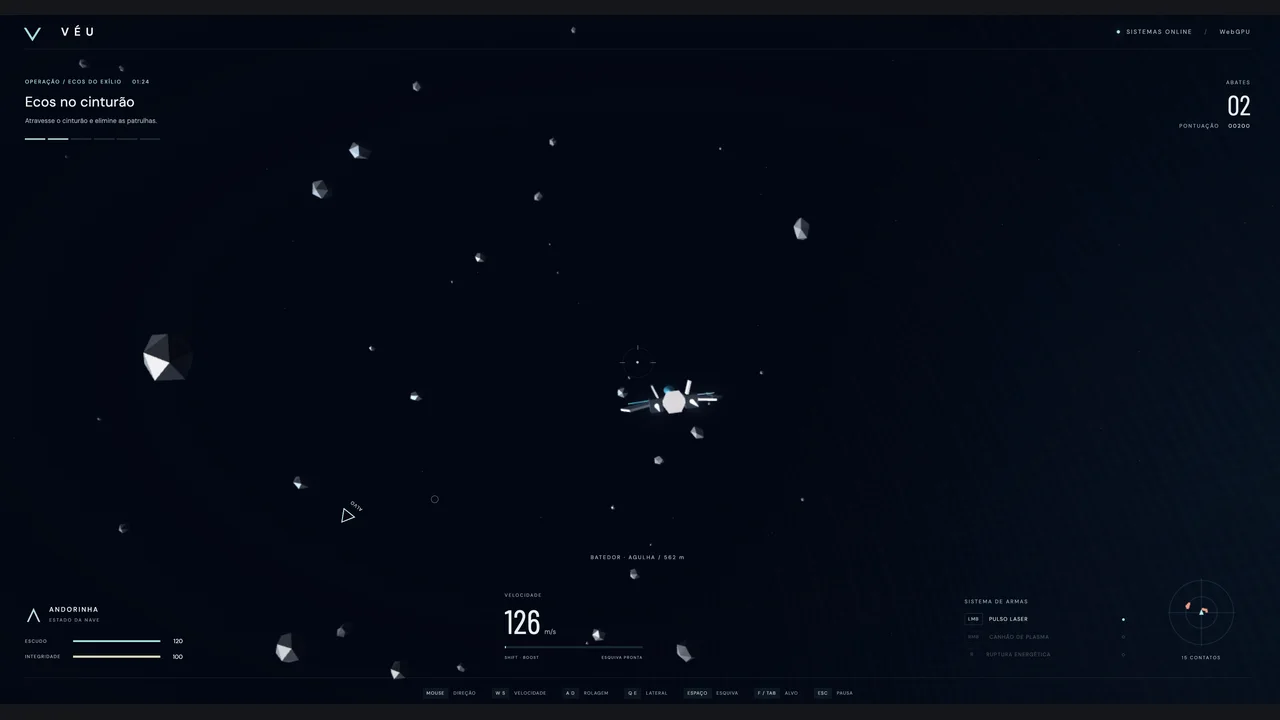 VÉU
SISTEMAS ONLINE / WebGPU
OPERAÇÃO / ECOS DO EXÍLIO 01:24
Ecos no cinturão
Atravesse o cinturão e elimine as patrulhas.
ABATES
02
PONTUAÇÃO 00200
ALVO
BATEDOR · AGULHA / 562 m
ANDORINHA
ESTADO DA NAVE
ESCUDO 120
INTEGRIDADE 100
VELOCIDADE
126 m/s
SHIFT · BOOST ESQUIVA PRONTA
SISTEMA DE ARMAS
LMB PULSO LASER
RMB CANHÃO DE PLASMA
R RUPTURA ENERGÉTICA
15 CONTATOS
MOUSE DIREÇÃO W S VELOCIDADE A D ROLAGEM Q E LATERAL ESPAÇO ESQUIVA F / TAB ALVO ESC PAUSA